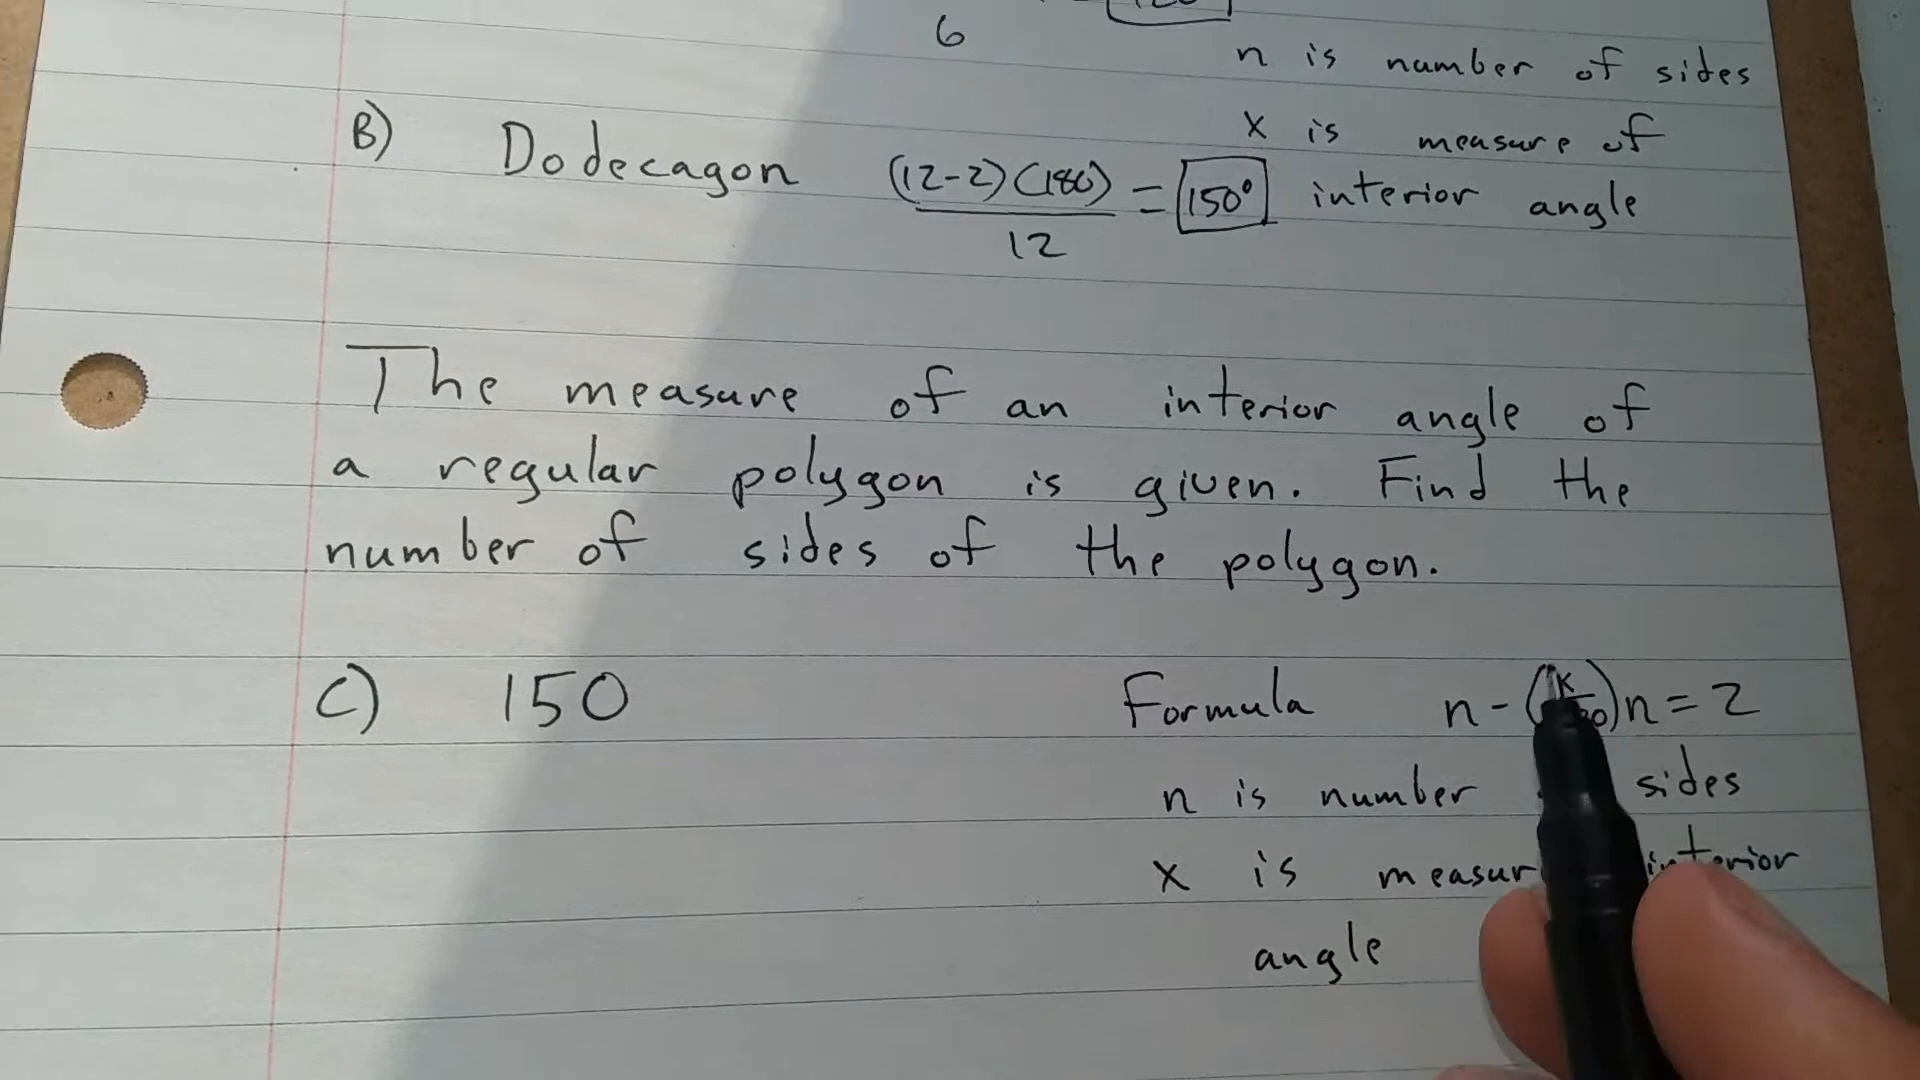 6
n is number of sides
x is measure of
B) Dodecagon (12-2)(180) = 150° interior angle
12
The measure of an interior angle of
a regular polygon is given. Find the
number of sides of the polygon.
C) 150 Formula n - ( )n = 2
n is number sides
x is interior
angle